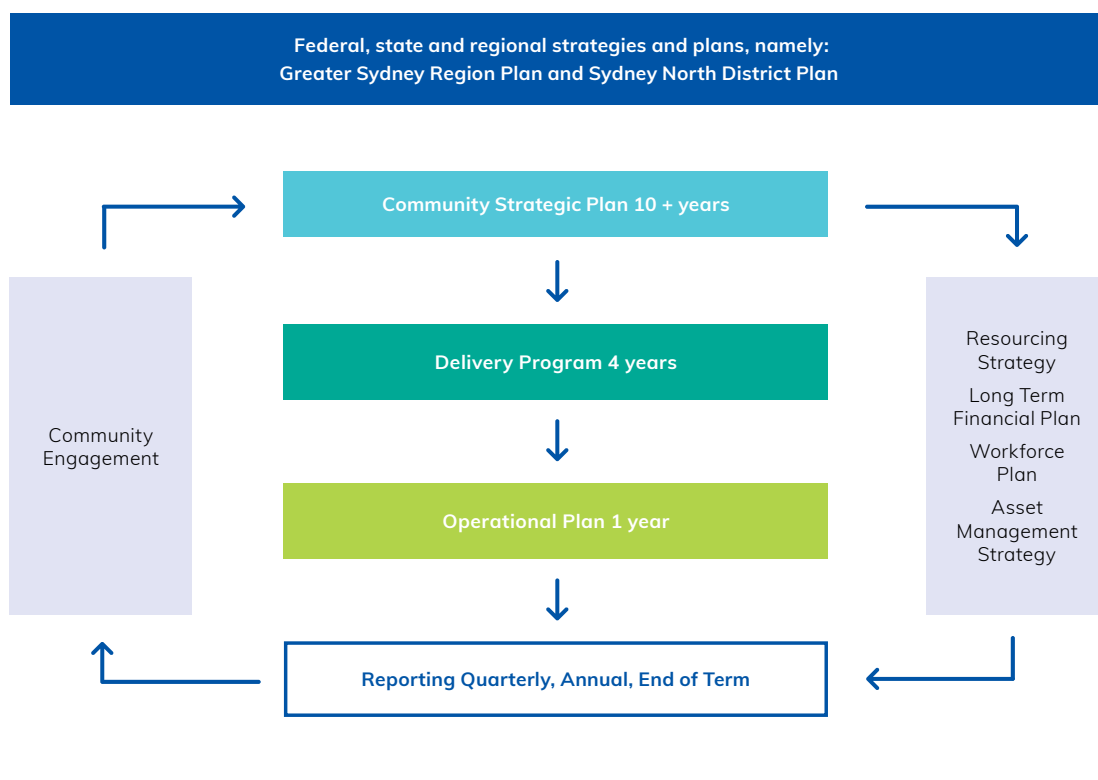 Federal, state and regional strategies and plans, namely:
Greater Sydney Region Plan and Sydney North District Plan
Community Strategic Plan 10 + years
Delivery Program 4 years
Operational Plan 1 year
Reporting Quarterly, Annual, End of Term
Community
Engagement
Resourcing
Strategy
Long Term
Financial Plan
Workforce
Plan
Asset
Management
Strategy